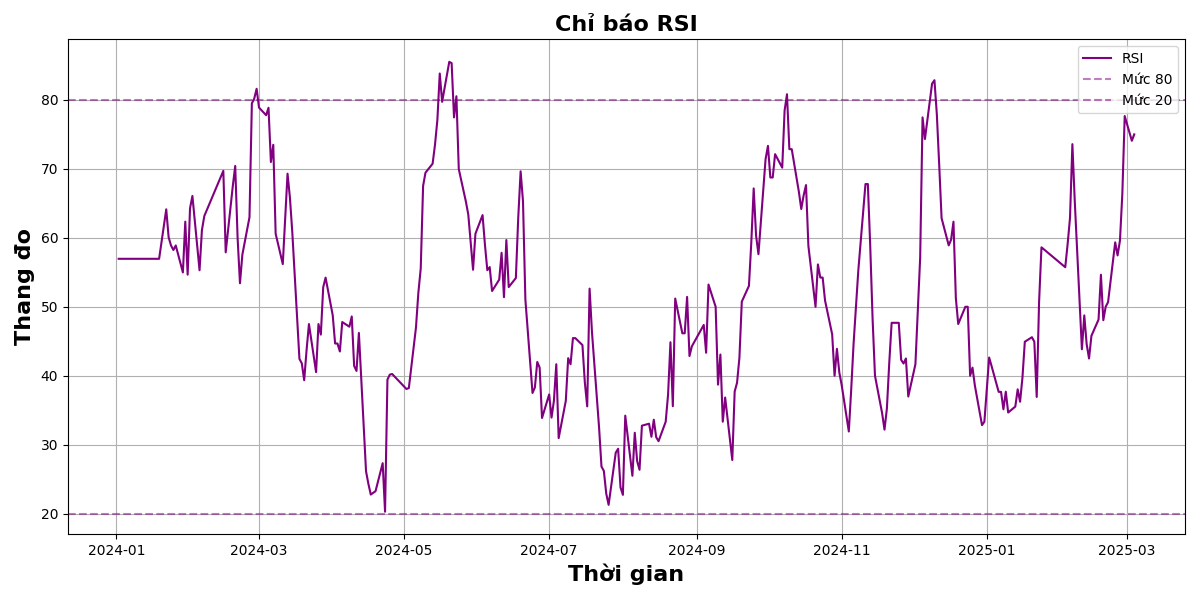 Chỉ báo RSI
RSI
Mức 80
Mức 20
Thang đo
80
70
60
50
40
30
20
2024-01
2024-03
2024-05
2024-07
2024-09
2024-11
2025-01
2025-03
Thời gian